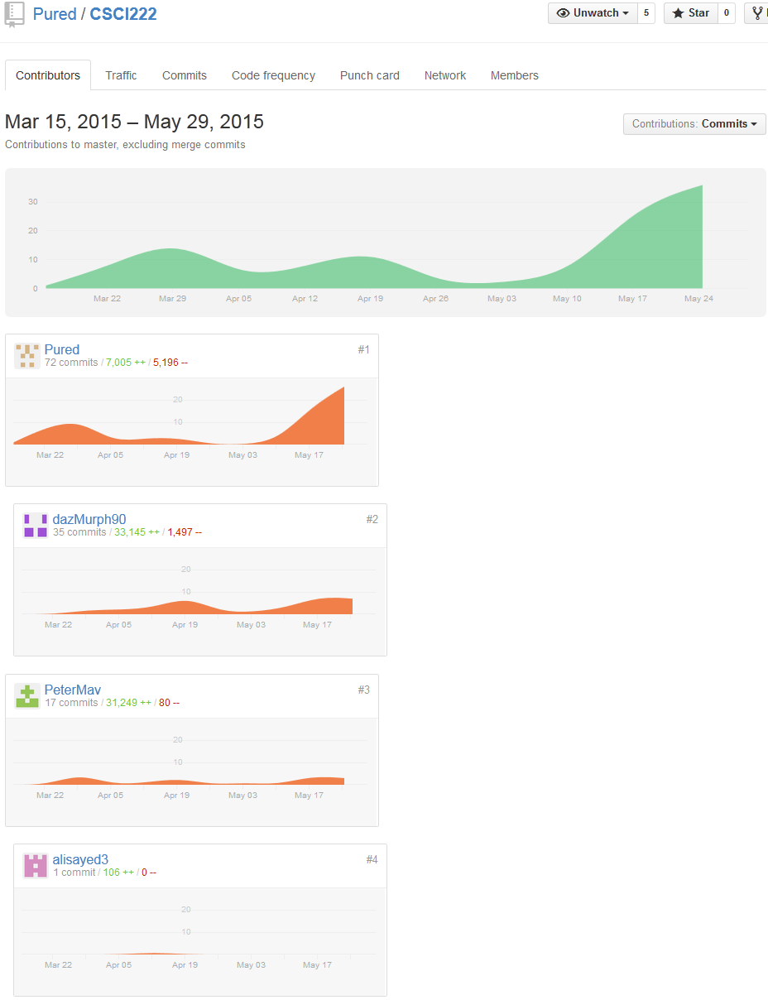 Pured / CSCI222
Unwatch 5 Star 0
Contributors Traffic Commits Code frequency Punch card Network Members
Mar 15, 2015 – May 29, 2015
Contributions: Commits
Contributions to master, excluding merge commits
30
20
10
0
Mar 22 Mar 29 Apr 05 Apr 12 Apr 19 Apr 26 May 03 May 10 May 17 May 24
Pured #1
72 commits / 7,005 ++ / 5,196 --
20
10
Mar 22 Apr 05 Apr 19 May 03 May 17
dazMurph90 #2
35 commits / 33,145 ++ / 1,497 --
20
10
Mar 22 Apr 05 Apr 19 May 03 May 17
PeterMav #3
17 commits / 31,249 ++ / 80 --
20
10
Mar 22 Apr 05 Apr 19 May 03 May 17
alisayed3 #4
1 commit / 106 ++ / 0 --
20
10
Mar 22 Apr 05 Apr 19 May 03 May 17